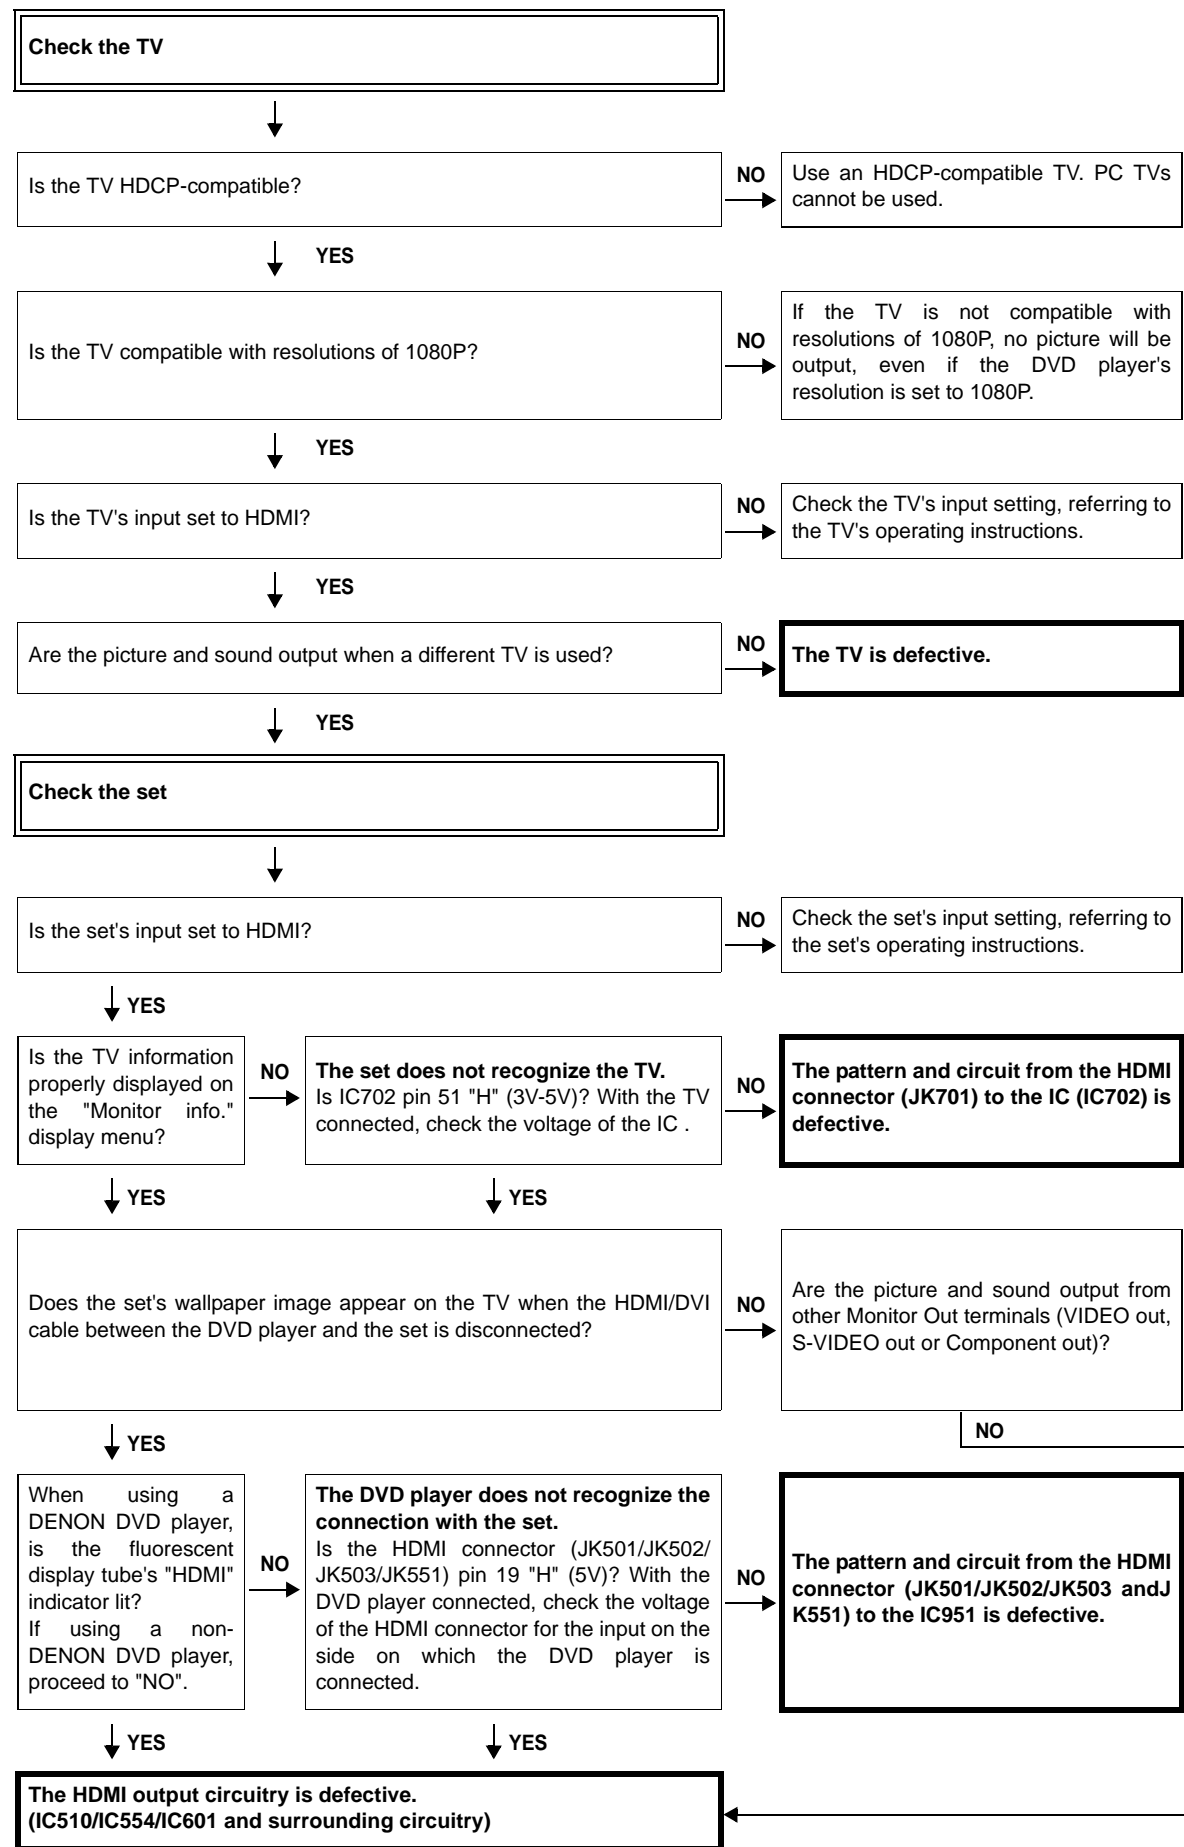 Check the TV
Is the TV HDCP-compatible?
NO
Use an HDCP-compatible TV. PC TVs
cannot be used.
YES
Is the TV compatible with resolutions of 1080P?
NO
If the TV is not compatible with
resolutions of 1080P, no picture will be
output, even if the DVD player's
resolution is set to 1080P.
YES
Is the TV's input set to HDMI?
NO
Check the TV's input setting, referring to
the TV's operating instructions.
YES
Are the picture and sound output when a different TV is used?
NO
The TV is defective.
YES
Check the set
Is the set's input set to HDMI?
NO
Check the set's input setting, referring to
the set's operating instructions.
YES
Is the TV information
properly displayed on
the "Monitor info."
display menu?
NO
The set does not recognize the TV.
Is IC702 pin 51 "H" (3V-5V)? With the TV
connected, check the voltage of the IC .
NO
The pattern and circuit from the HDMI
connector (JK701) to the IC (IC702) is
defective.
YES
YES
Does the set's wallpaper image appear on the TV when the HDMI/DVI
cable between the DVD player and the set is disconnected?
NO
Are the picture and sound output from
other Monitor Out terminals (VIDEO out,
S-VIDEO out or Component out)?
YES
NO
When using a
DENON DVD player,
is the fluorescent
display tube's "HDMI"
indicator lit?
If using a non-
DENON DVD player,
proceed to "NO".
NO
The DVD player does not recognize the
connection with the set.
Is the HDMI connector (JK501/JK502/
JK503/JK551) pin 19 "H" (5V)? With the
DVD player connected, check the voltage
of the HDMI connector for the input on the
side on which the DVD player is
connected.
NO
The pattern and circuit from the HDMI
connector (JK501/JK502/JK503 andJ
K551) to the IC951 is defective.
YES
YES
The HDMI output circuitry is defective.
(IC510/IC554/IC601 and surrounding circuitry)